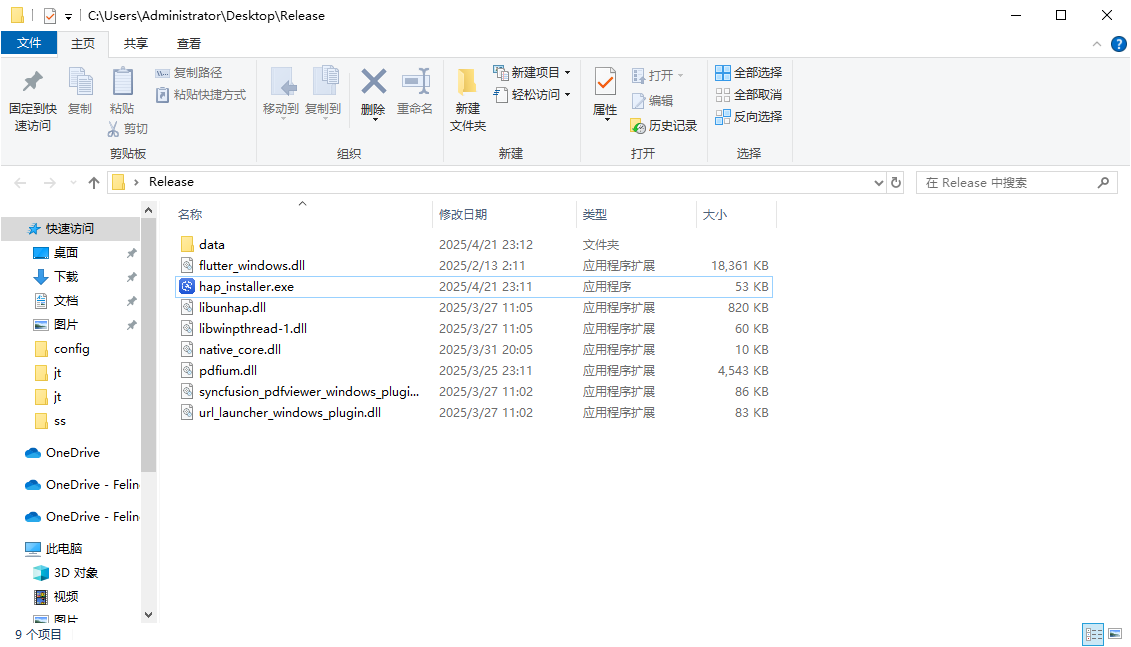 C:\Users\Administrator\Desktop\Release
文件 主页 共享 查看
固定到快速访问
复制
粘贴
复制路径
粘贴快捷方式
剪切
剪贴板
移动到
复制到
删除
重命名
组织
新建文件夹
新建项目
轻松访问
新建
属性
打开
编辑
历史记录
打开
全部选择
全部取消
反向选择
选择
Release
在 Release 中搜索
快速访问
桌面
下载
文档
图片
config
jt
jt
ss
OneDrive
OneDrive - Felin
OneDrive - Felin
此电脑
3D 对象
视频
图片
名称 修改日期 类型 大小
data 2025/4/21 23:12 文件夹
flutter_windows.dll 2025/2/13 2:11 应用程序扩展 18,361 KB
hap_installer.exe 2025/4/21 23:11 应用程序 53 KB
libunhap.dll 2025/3/27 11:05 应用程序扩展 820 KB
libwinpthread-1.dll 2025/3/27 11:05 应用程序扩展 60 KB
native_core.dll 2025/3/31 20:05 应用程序扩展 10 KB
pdfium.dll 2025/3/25 23:11 应用程序扩展 4,543 KB
syncfusion_pdfviewer_windows_plugi... 2025/3/27 11:02 应用程序扩展 86 KB
url_launcher_windows_plugin.dll 2025/3/27 11:02 应用程序扩展 83 KB
9 个项目